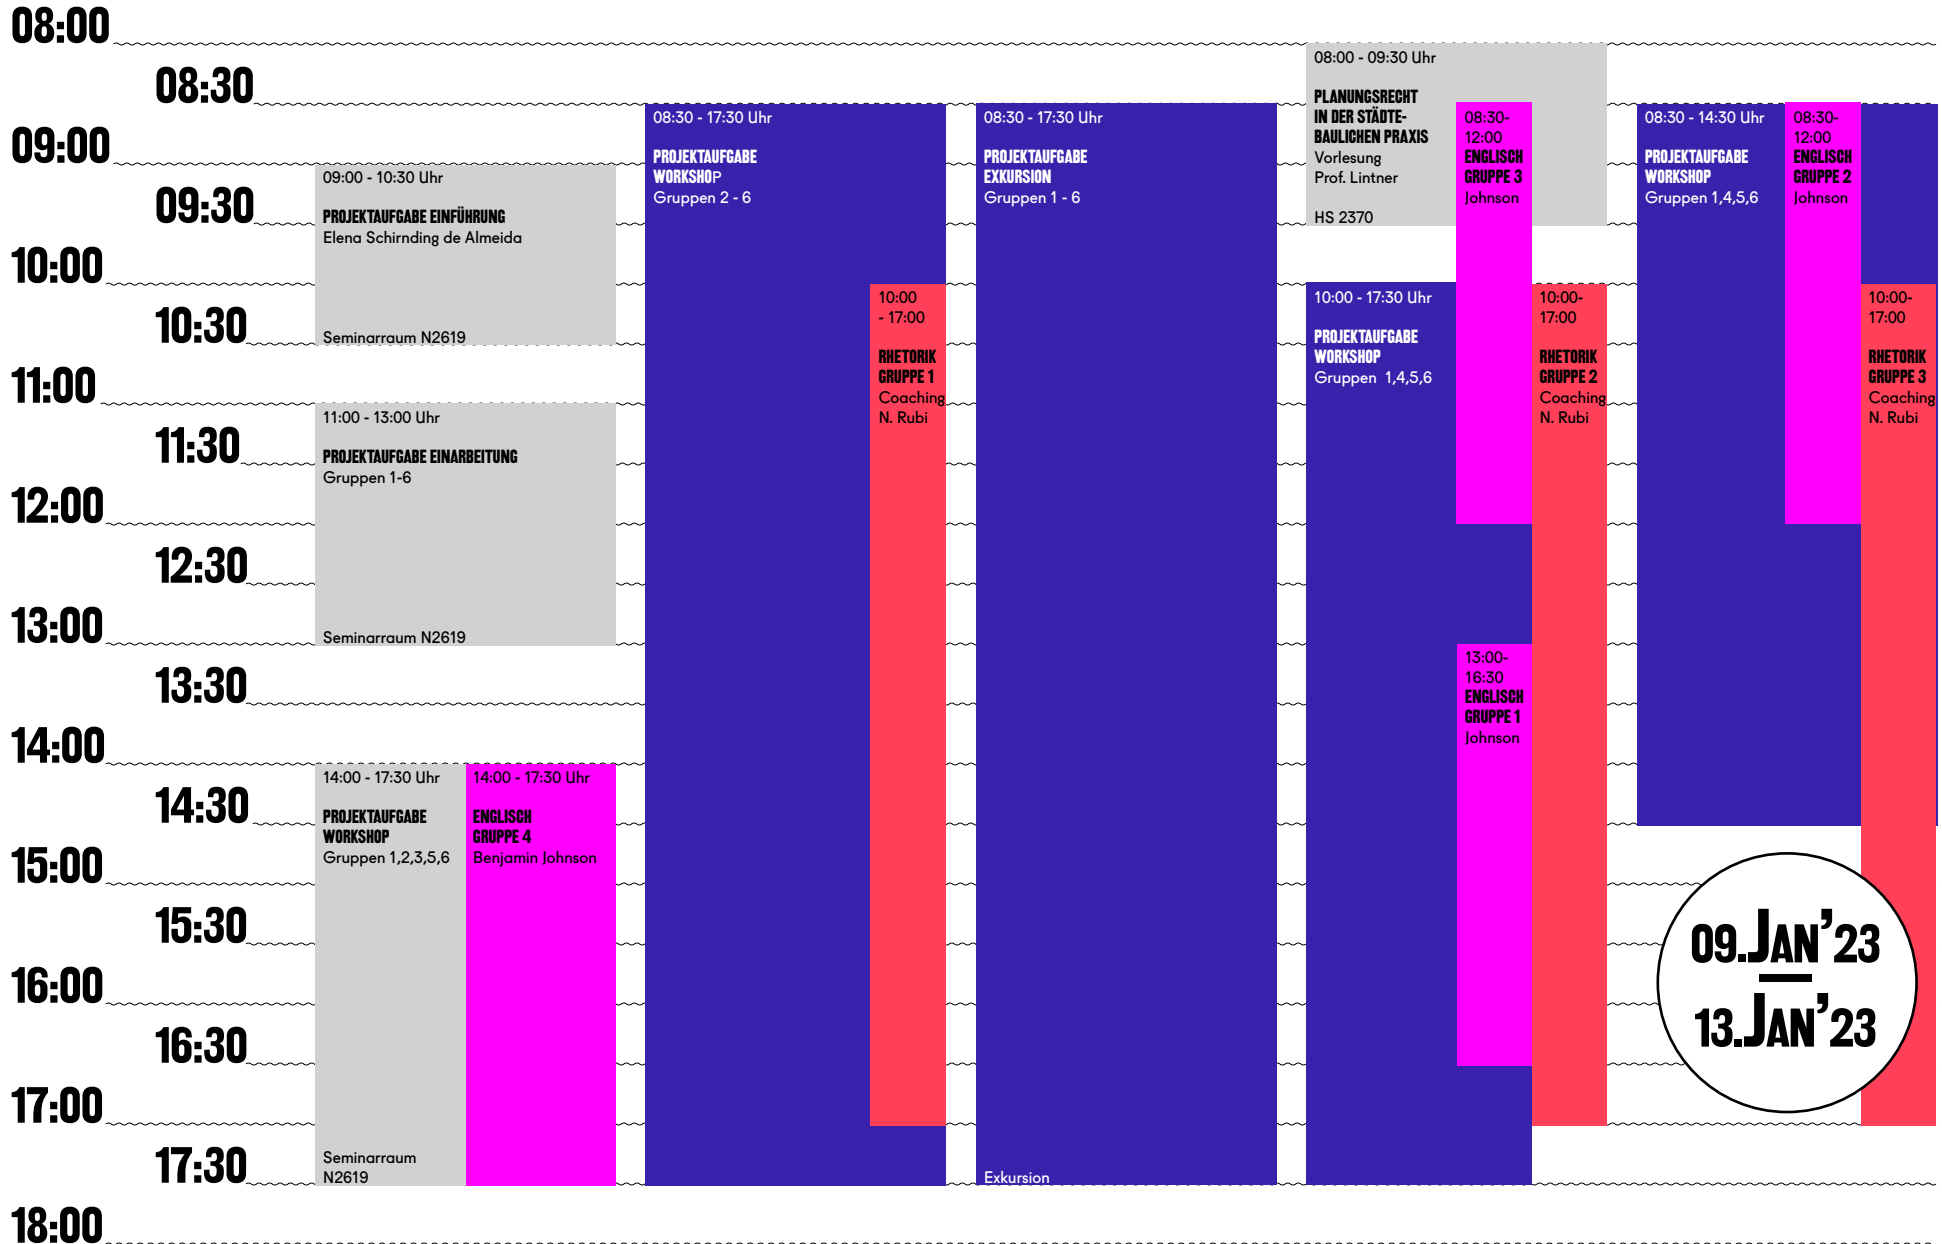 08:00
08:30
09:00
09:30
10:00
10:30
11:00
11:30
12:00
12:30
13:00
13:30
14:00
14:30
15:00
15:30
16:00
16:30
17:00
17:30
18:00
09:00 - 10:30 Uhr
PROJEKTAUFGABE EINFÜHRUNG
Elena Schirnding de Almeida
Seminarraum N2619
11:00 - 13:00 Uhr
PROJEKTAUFGABE EINARBEITUNG
Gruppen 1-6
Seminarraum N2619
14:00 - 17:30 Uhr
PROJEKTAUFGABE
WORKSHOP
Gruppen 1,2,3,5,6
Seminarraum
N2619
14:00 - 17:30 Uhr
ENGLISCH
GRUPPE 4
Benjamin Johnson
08:30 - 17:30 Uhr
PROJEKTAUFGABE
WORKSHOP
Gruppen 2 - 6
10:00
- 17:00
RHETORIK
GRUPPE 1
Coaching
N. Rubi
08:30 - 17:30 Uhr
PROJEKTAUFGABE
EXKURSION
Gruppen 1 - 6
Exkursion
08:00 - 09:30 Uhr
PLANUNGSRECHT
IN DER STÄDTE-
BAULICHEN PRAXIS
Vorlesung
Prof. Lintner
HS 2370
08:30-
12:00
ENGLISCH
GRUPPE 3
Johnson
10:00 - 17:30 Uhr
PROJEKTAUFGABE
WORKSHOP
Gruppen 1,4,5,6
10:00-
17:00
RHETORIK
GRUPPE 2
Coaching
N. Rubi
13:00-
16:30
ENGLISCH
GRUPPE 1
Johnson
08:30 - 14:30 Uhr
PROJEKTAUFGABE
WORKSHOP
Gruppen 1,4,5,6
08:30-
12:00
ENGLISCH
GRUPPE 2
Johnson
10:00-
17:00
RHETORIK
GRUPPE 3
Coaching
N. Rubi
09.JAN'23
13.JAN'23